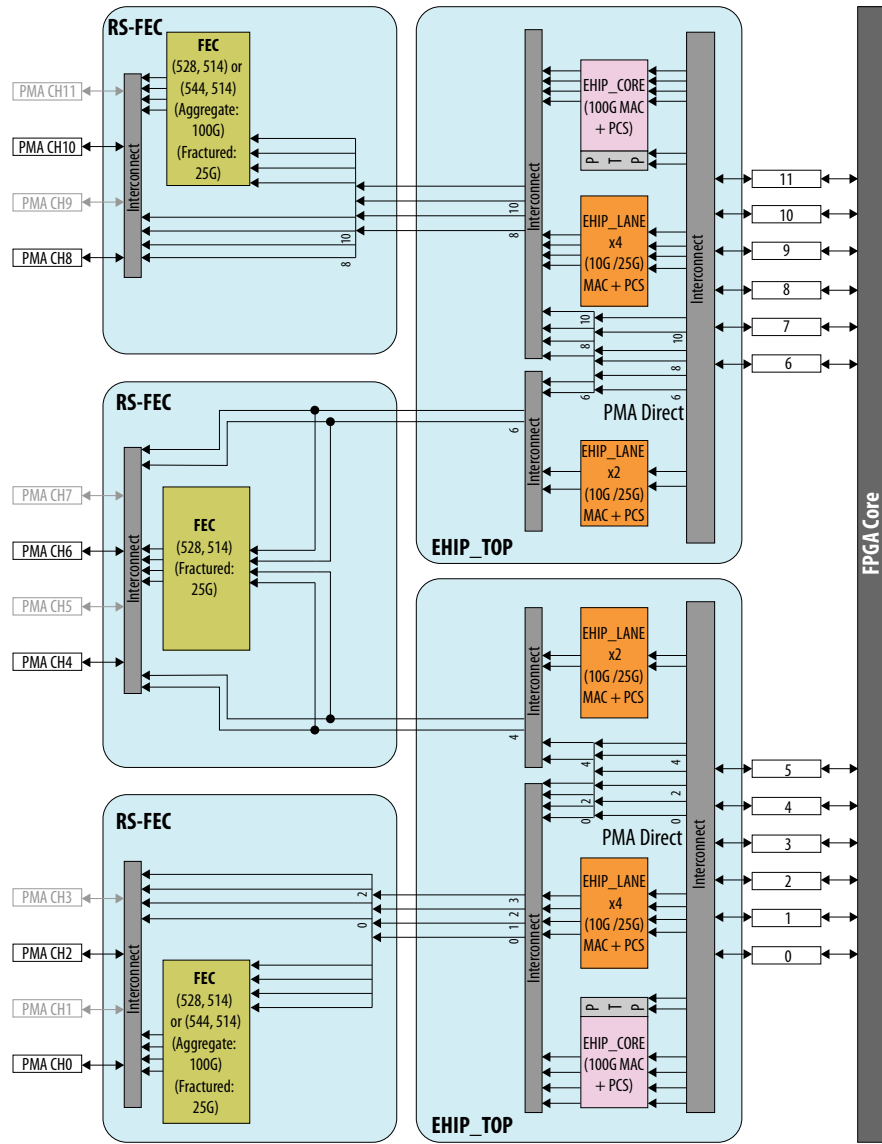 RS-FEC
FEC
(528, 514) or
(544, 514)
(Aggregate:
100G)
(Fractured:
25G)
Interconnect
PMA CH11
PMA CH10
PMA CH9
PMA CH8
10
8
10
8
Interconnect
EHIP_CORE
(100G MAC
+ PCS)
P T P
EHIP_LANE
x4
(10G /25G)
MAC + PCS
Interconnect
10
8
6
10
8
6
PMA Direct
Interconnect
EHIP_LANE
x2
(10G /25G)
MAC + PCS
EHIP_TOP
11
10
9
8
7
6
FPGA Core
RS-FEC
6
Interconnect
PMA CH7
PMA CH6
PMA CH5
PMA CH4
FEC
(528, 514)
(Fractured:
25G)
4
Interconnect
EHIP_LANE
x2
(10G /25G)
MAC + PCS
4
2
0
4
2
0
PMA Direct
Interconnect
5
4
3
2
1
0
RS-FEC
Interconnect
PMA CH3
PMA CH2
PMA CH1
PMA CH0
2
0
3
2
1
0
FEC
(528, 514)
or (544, 514)
(Aggregate:
100G)
(Fractured:
25G)
Interconnect
EHIP_LANE
x4
(10G /25G)
MAC + PCS
P T P
EHIP_CORE
(100G MAC
+ PCS)
EHIP_TOP